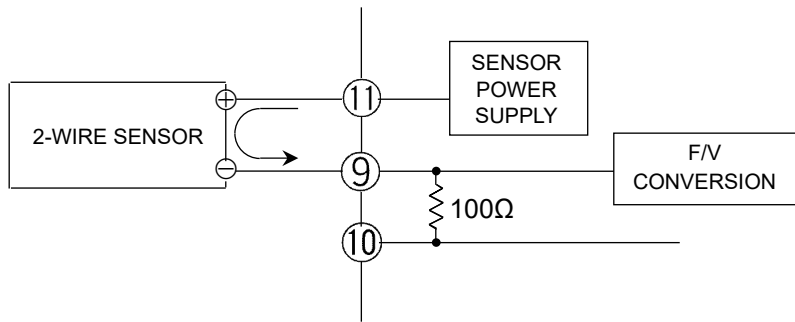 SENSOR
POWER
SUPPLY
11
+
2-WIRE SENSOR
F/V
CONVERSION
−
9
100Ω
10